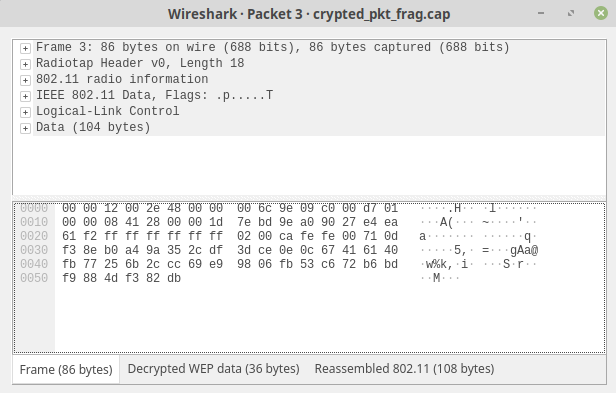 Wireshark · Packet 3 · crypted_pkt_frag.cap
Frame 3: 86 bytes on wire (688 bits), 86 bytes captured (688 bits)
Radiotap Header v0, Length 18
802.11 radio information
IEEE 802.11 Data, Flags: .p.....T
Logical-Link Control
Data (104 bytes)
0000 00 00 12 00 2e 48 00 00 00 6c 9e 09 c0 00 d7 01 ····.H·· ·l······
0010 00 00 08 41 28 00 00 1d 7e bd 9e a0 90 27 e4 ea ···A(··· ~····'··
0020 61 f2 ff ff ff ff ff ff 02 00 ca fe fe 00 71 0d a······· ······q·
0030 f3 8e b0 a4 9a 35 2c df 3d ce 0e 0c 67 41 61 40 ·····5,· =···gAa@
0040 fb 77 25 6b 2c cc 69 e9 98 06 fb 53 c6 72 b6 bd ·w%k,·i· ···S·r··
0050 f9 88 4d f3 82 db ··M···
Frame (86 bytes) Decrypted WEP data (36 bytes) Reassembled 802.11 (108 bytes)